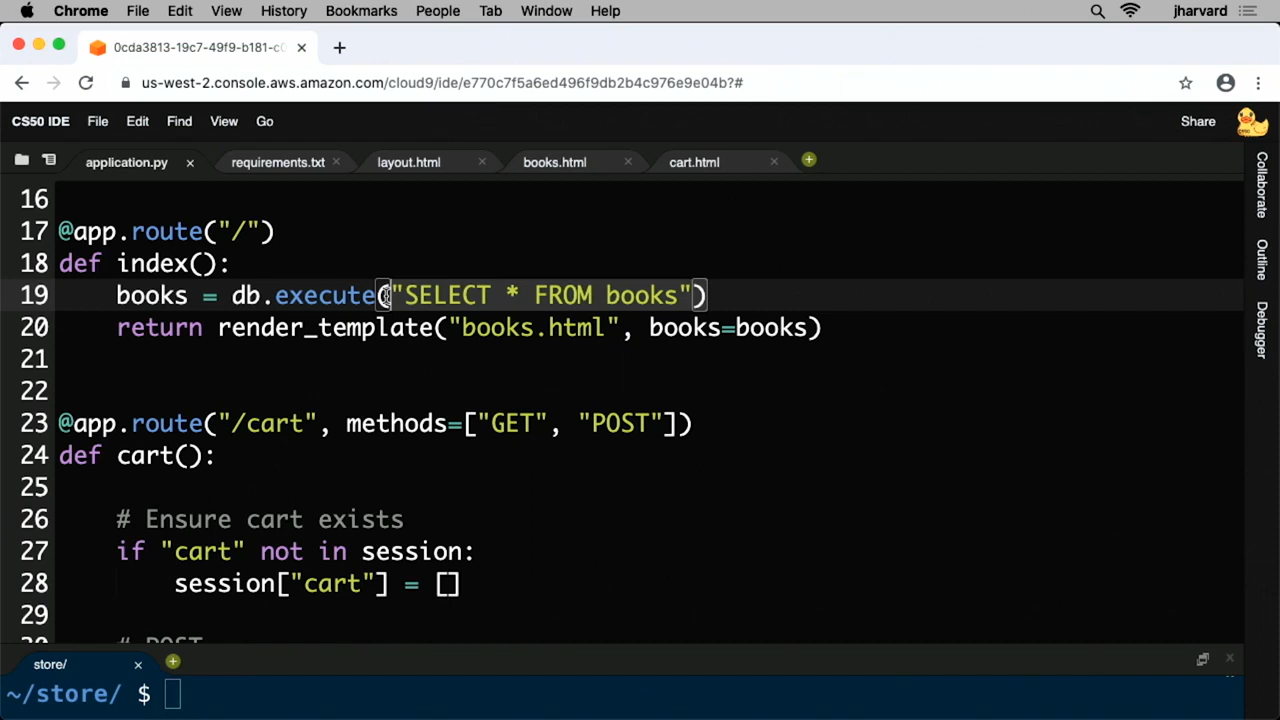 Chrome File Edit View History Bookmarks People Tab Window Help jharvard
0cda3813-19c7-49f9-b181-c0
us-west-2.console.aws.amazon.com/cloud9/ide/e770c7f5a6ed496f9db2b4c976e9e04b?#
CS50 IDE File Edit Find View Go Share
application.py requirements.txt layout.html books.html cart.html
Collaborate
Outline
Debugger
16
17 @app.route("/")
18 def index():
19 books = db.execute("SELECT * FROM books")
20 return render_template("books.html", books=books)
21
22
23 @app.route("/cart", methods=["GET", "POST"])
24 def cart():
25
26 # Ensure cart exists
27 if "cart" not in session:
28 session["cart"] = []
29
30 # POST
store/
~/store/ $